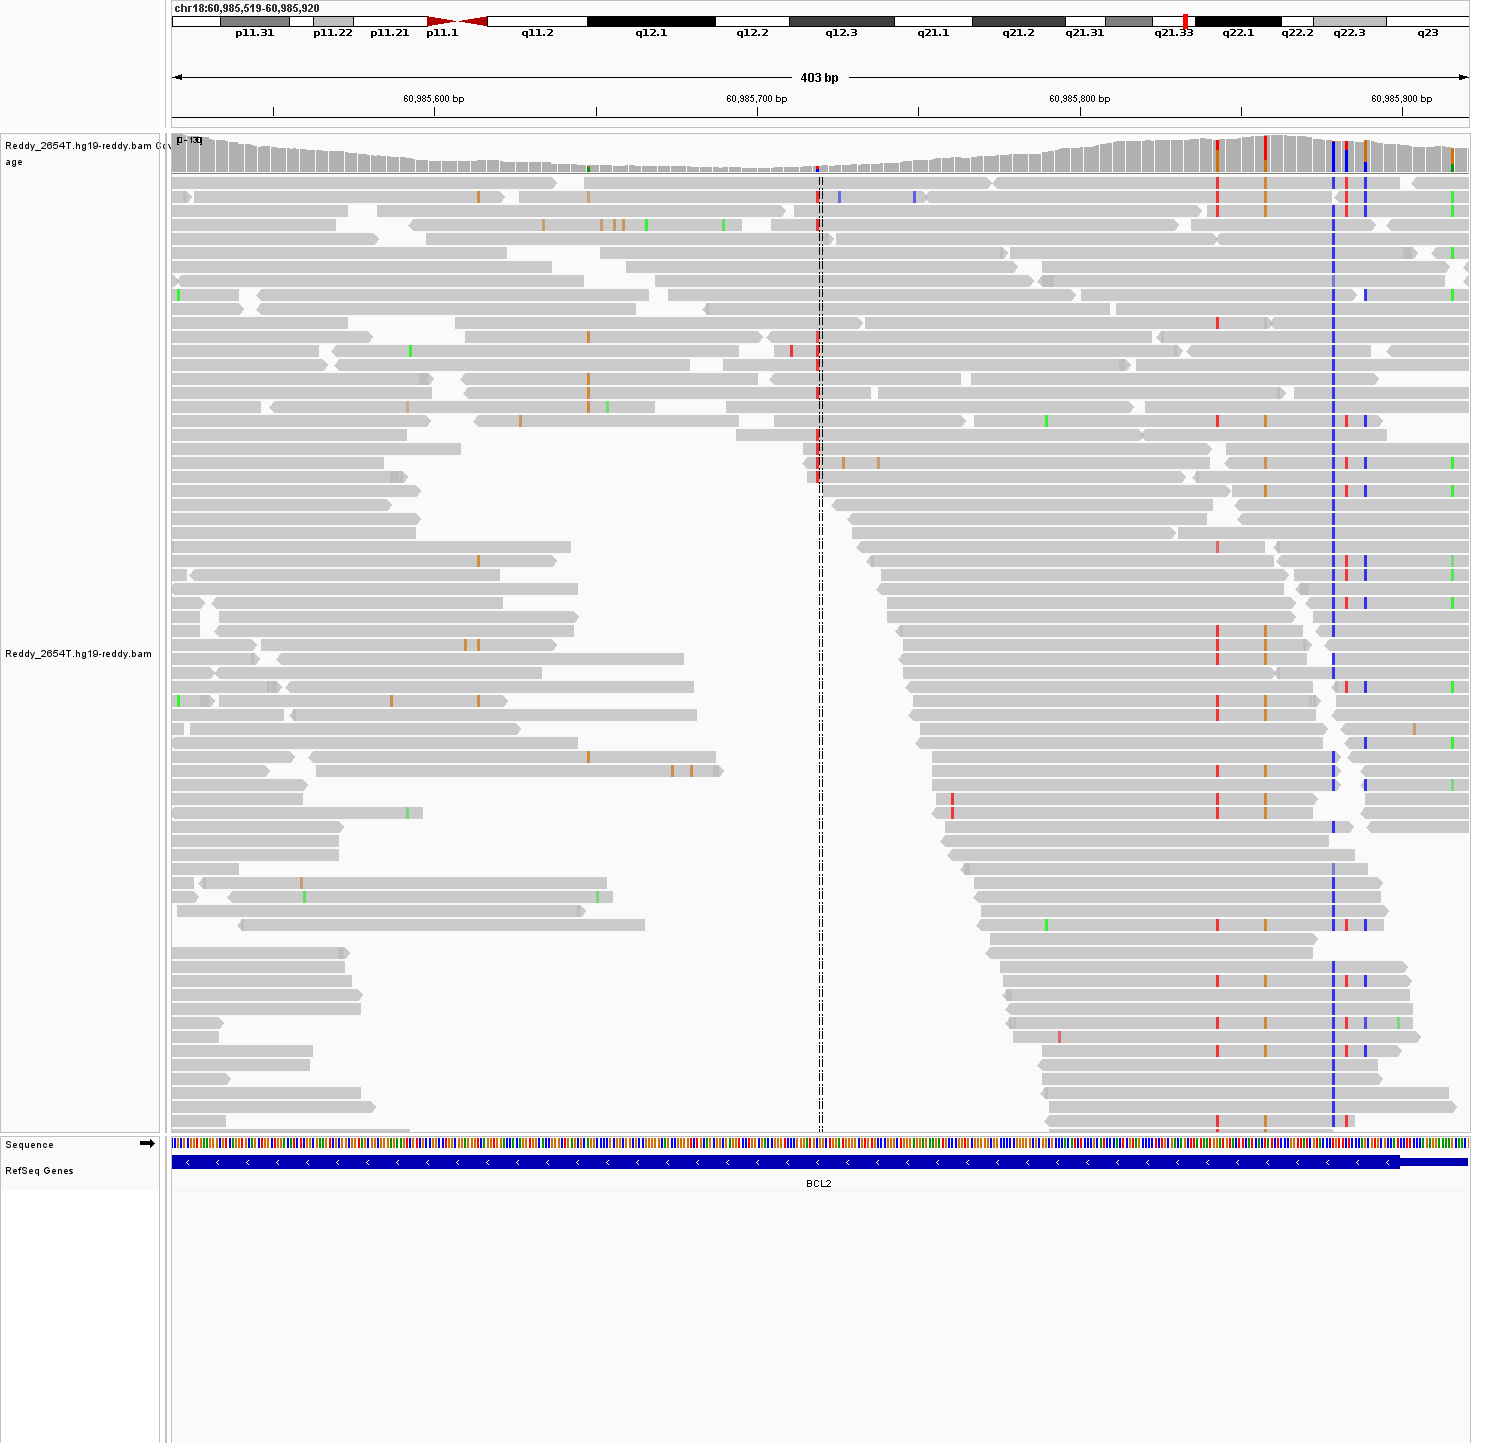 chr18:60,985,519-60,985,920
p11.31 p11.22 p11.21 p11.1 q11.2 q12.1 q12.2 q12.3 q21.1 q21.2 q21.31 q21.33 q22.1 q22.2 q22.3 q23
403 bp
60,985,600 bp 60,985,700 bp 60,985,800 bp 60,985,900 bp
Reddy_2654T.hg19-reddy.bam Cov
age
Reddy_2654T.hg19-reddy.bam
Sequence
RefSeq Genes
BCL2